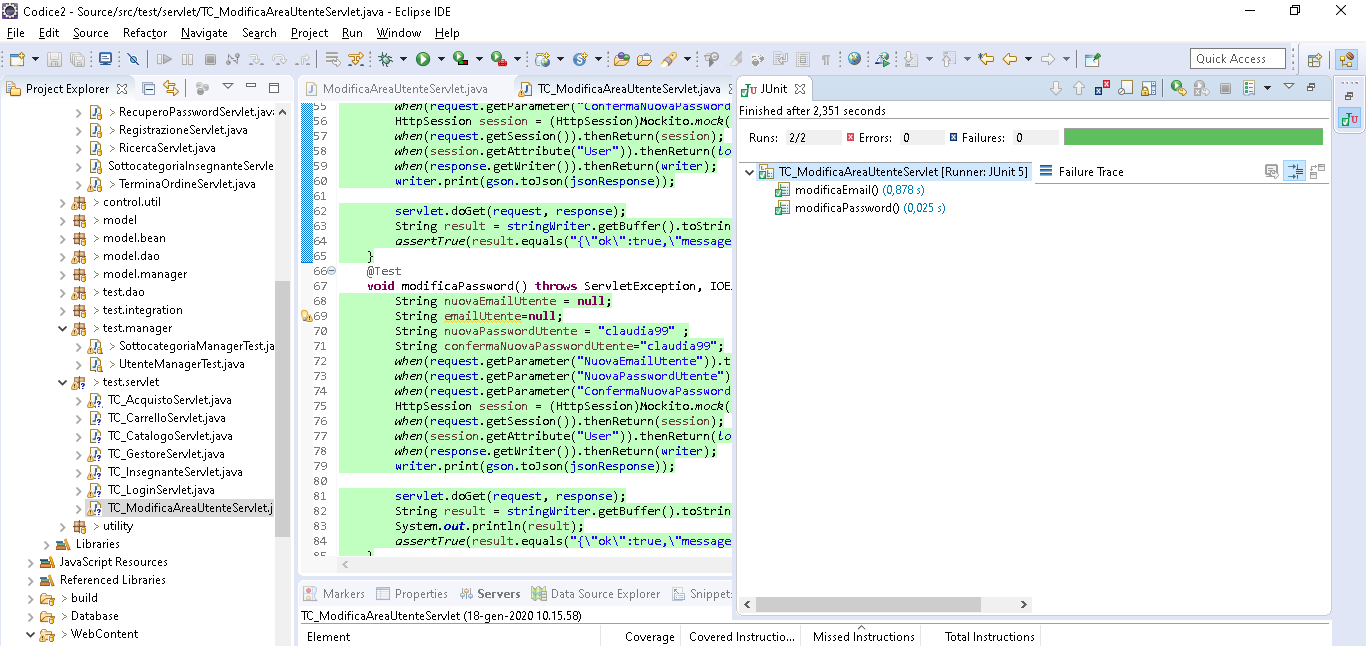 Codice2 - Source/src/test/servlet/TC_ModificaAreaUtenteServlet.java - Eclipse IDE
File Edit Source Refactor Navigate Search Project Run Window Help
Quick Access
Project Explorer
> RecuperoPasswordServlet.java
> RegistrazioneServlet.java
> RicercaServlet.java
SottocategoriaInsegnanteServle
> TerminaOrdineServlet.java
> control.util
> model
> model.bean
> model.dao
> model.manager
> test.dao
> test.integration
> test.manager
> SottocategoriaManagerTest.ja
> UtenteManagerTest.java
> test.servlet
TC_AcquistoServlet.java
TC_CarrelloServlet.java
TC_CatalogoServlet.java
TC_GestoreServlet.java
TC_InsegnanteServlet.java
TC_LoginServlet.java
TC_ModificaAreaUtenteServlet.j
> utility
Libraries
JavaScript Resources
Referenced Libraries
> build
> Database
> WebContent
ModificaAreaUtenteServlet.java
TC_ModificaAreaUtenteServlet.java
55 when(request.getParameter("ConfermaNuovaPassword
56 HttpSession session = (HttpSession)Mockito.mock(
57 when(request.getSession()).thenReturn(session);
58 when(session.getAttribute("User")).thenReturn(lo
59 when(response.getWriter()).thenReturn(writer);
60 writer.print(gson.toJson(jsonResponse));
61
62 servlet.doGet(request, response);
63 String result = stringWriter.getBuffer().toStrin
64 assertTrue(result.equals("{\"ok\":true,\"message
65 }
66 @Test
67 void modificaPassword() throws ServletException, IOE
68 String nuovaEmailUtente = null;
69 String emailUtente=null;
70 String nuovaPasswordUtente = "claudia99" ;
71 String confermaNuovaPasswordUtente="claudia99";
72 when(request.getParameter("NuovaEmailUtente")).t
73 when(request.getParameter("NuovaPasswordUtente")
74 when(request.getParameter("ConfermaNuovaPassword
75 HttpSession session = (HttpSession)Mockito.mock(
76 when(request.getSession()).thenReturn(session);
77 when(session.getAttribute("User")).thenReturn(lo
78 when(response.getWriter()).thenReturn(writer);
79 writer.print(gson.toJson(jsonResponse));
80
81 servlet.doGet(request, response);
82 String result = stringWriter.getBuffer().toStrin
83 System.out.println(result);
84 assertTrue(result.equals("{\"ok\":true,\"message
85 }
JUnit
Finished after 2,351 seconds
Runs: 2/2 Errors: 0 Failures: 0
TC_ModificaAreaUtenteServlet [Runner: JUnit 5]
modificaEmail() (0,878 s)
modificaPassword() (0,025 s)
Failure Trace
Markers Properties Servers Data Source Explorer Snippet
TC_ModificaAreaUtenteServlet (18-gen-2020 10.15.58)
Element Coverage Covered Instructio... Missed Instructions Total Instructions